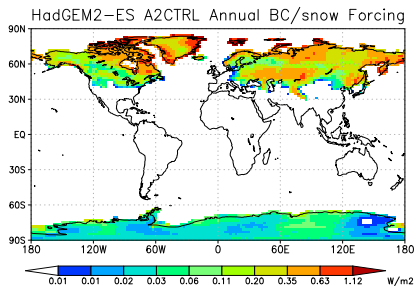 HadGEM2-ES A2CTRL Annual BC/snow Forcing
90N
60N
30N
EQ
30S
60S
90S
180 120W 60W 0 60E 120E 180
0.01 0.01 0.02 0.03 0.06 0.11 0.20 0.35 0.63 1.12 W/m2